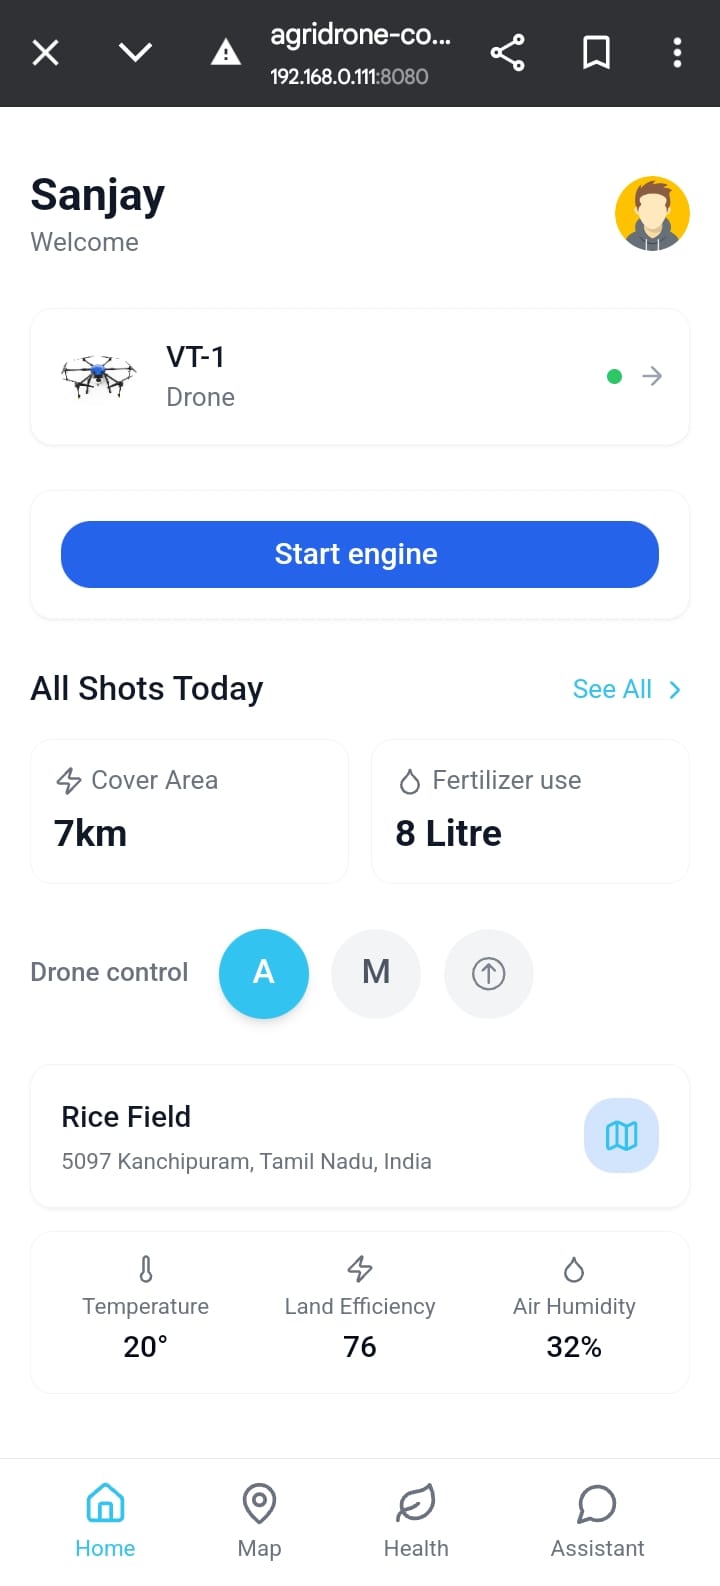 agridrone-co...
192.168.0.111:8080
Sanjay
Welcome
VT-1
Drone
Start engine
All Shots Today
See All
Cover Area
7km
Fertilizer use
8 Litre
Drone control
A
M
Rice Field
5097 Kanchipuram, Tamil Nadu, India
Temperature
20°
Land Efficiency
76
Air Humidity
32%
Home
Map
Health
Assistant